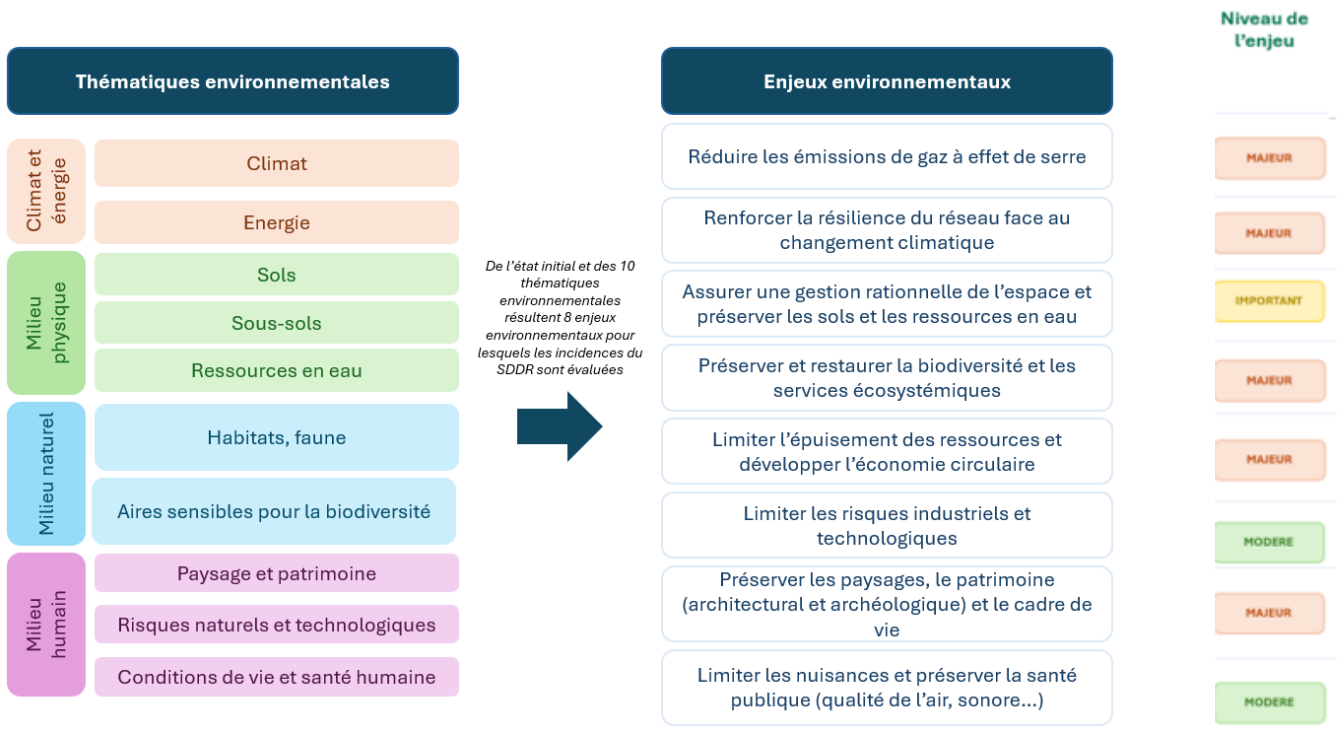 Niveau de
l'enjeu
Thématiques environnementales
Enjeux environnementaux
Climat et
énergie
Climat
Energie
Milieu
physique
Sols
Sous-sols
Ressources en eau
Milieu naturel
Habitats, faune
Aires sensibles pour la biodiversité
Milieu
humain
Paysage et patrimoine
Risques naturels et technologiques
Conditions de vie et santé humaine
De l'état initial et des 10
thématiques
environnementales
résultent 8 enjeux
environnementaux pour
lesquels les incidences du
SDDR sont évaluées
Réduire les émissions de gaz à effet de serre
MAJEUR
Renforcer la résilience du réseau face au
changement climatique
MAJEUR
Assurer une gestion rationnelle de l'espace et
préserver les sols et les ressources en eau
IMPORTANT
Préserver et restaurer la biodiversité et les
services écosystémiques
MAJEUR
Limiter l'épuisement des ressources et
développer l'économie circulaire
MAJEUR
Limiter les risques industriels et
technologiques
MODERE
Préserver les paysages, le patrimoine
(architectural et archéologique) et le cadre de
vie
MAJEUR
Limiter les nuisances et préserver la santé
publique (qualité de l'air, sonore...)
MODERE